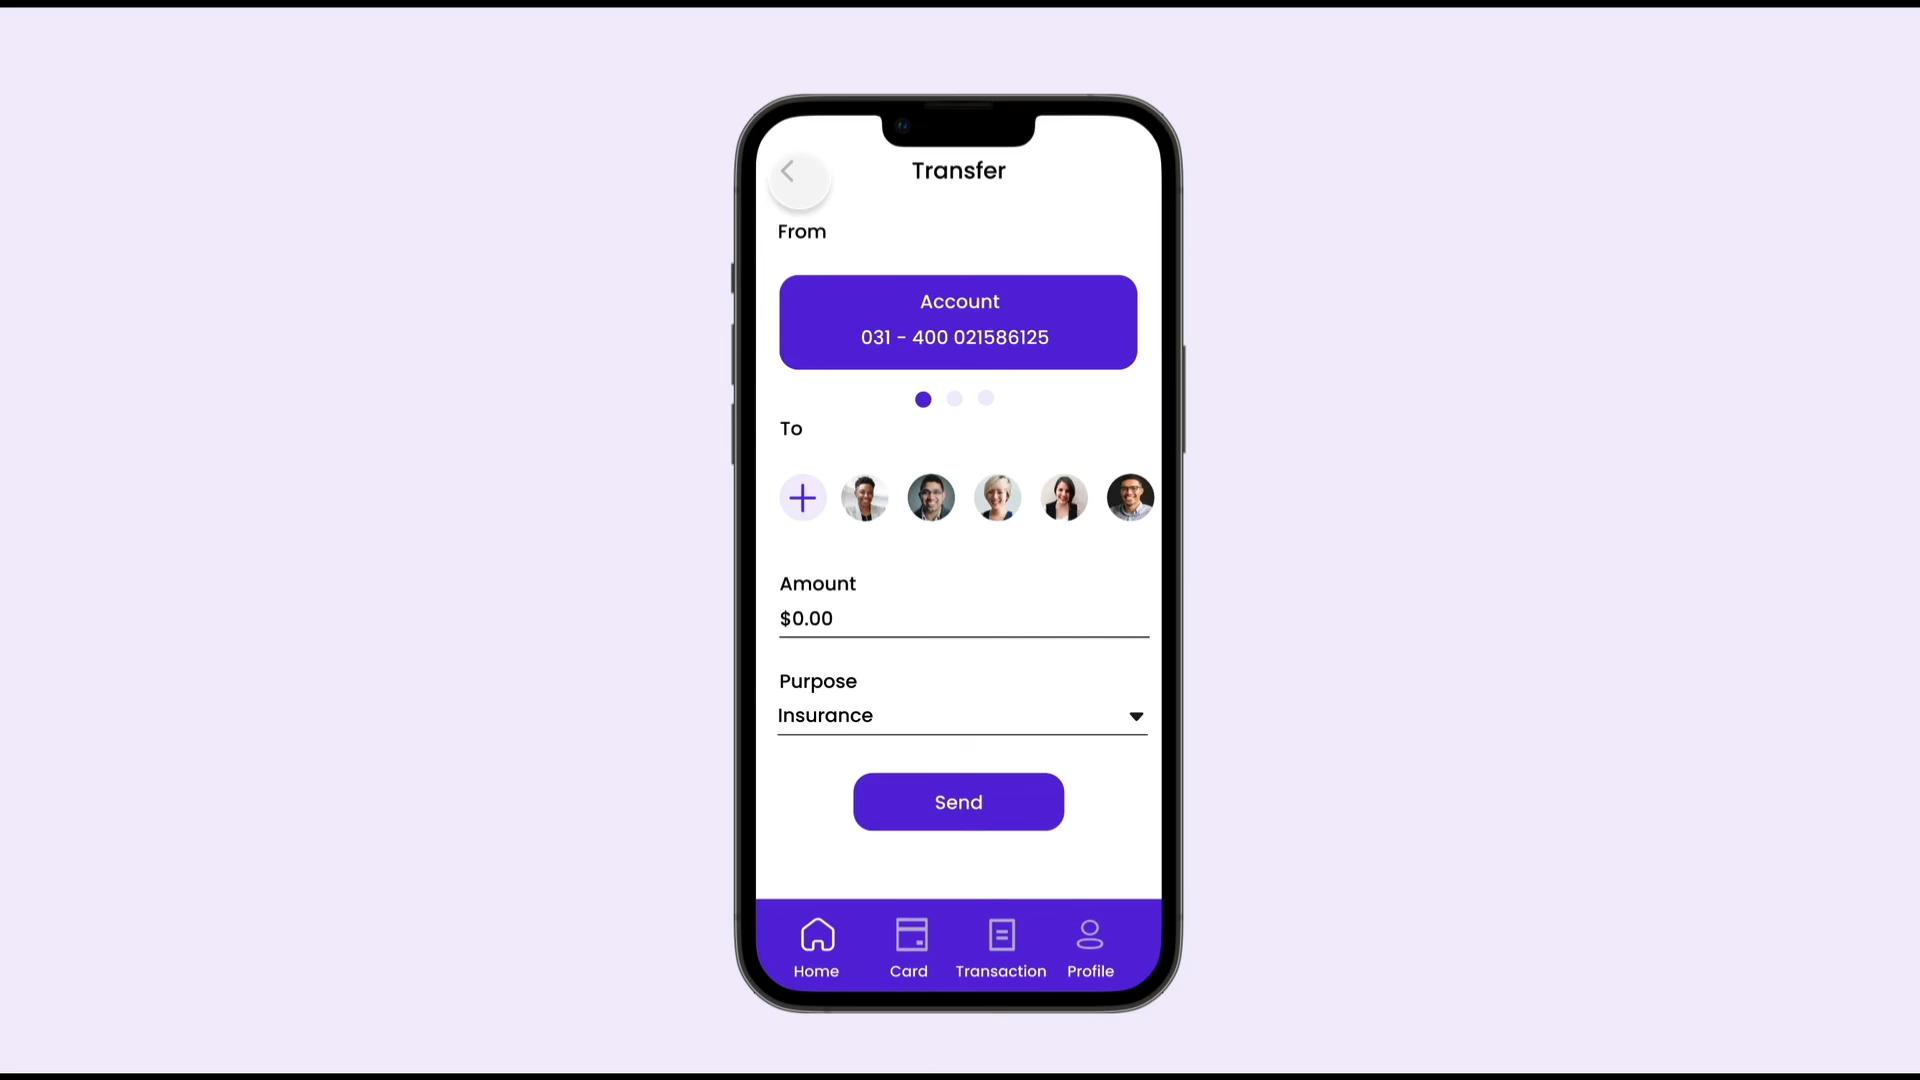 Transfer
From
Account
031 - 400 021586125
To
Amount
$0.00
Purpose
Insurance
Send
Home Card Transaction Profile